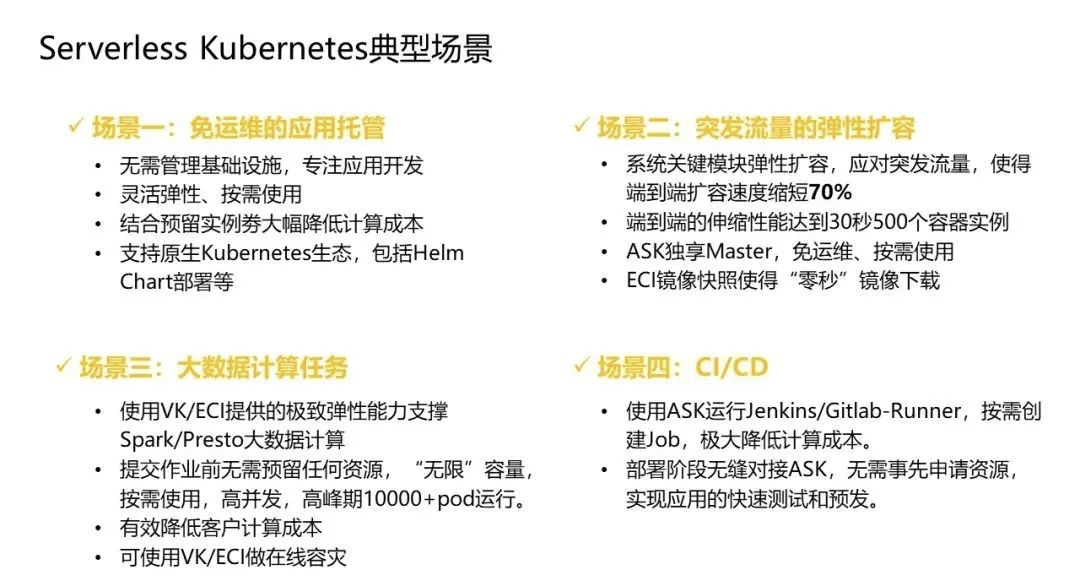 Serverless Kubernetes典型场景
✓ 场景一：免运维的应用托管
• 无需管理基础设施，专注应用开发
• 灵活弹性、按需使用
• 结合预留实例劵大幅降低计算成本
• 支持原生Kubernetes生态，包括Helm
Chart部署等
✓ 场景二：突发流量的弹性扩容
• 系统关键模块弹性扩容，应对突发流量，使得
端到端扩容速度缩短70%
• 端到端的伸缩性能达到30秒500个容器实例
• ASK独享Master，免运维、按需使用
• ECI镜像快照使得“零秒”镜像下载
✓ 场景三：大数据计算任务
• 使用VK/ECI提供的极致弹性能力支撑
Spark/Presto大数据计算
• 提交作业前无需预留任何资源，“无限”容量，
按需使用，高并发，高峰期10000+pod运行。
• 有效降低客户计算成本
• 可使用VK/ECI做在线容灾
✓ 场景四：CI/CD
• 使用ASK运行Jenkins/Gitlab-Runner，按需创
建Job，极大降低计算成本。
• 部署阶段无缝对接ASK，无需事先申请资源，
实现应用的快速测试和预发。